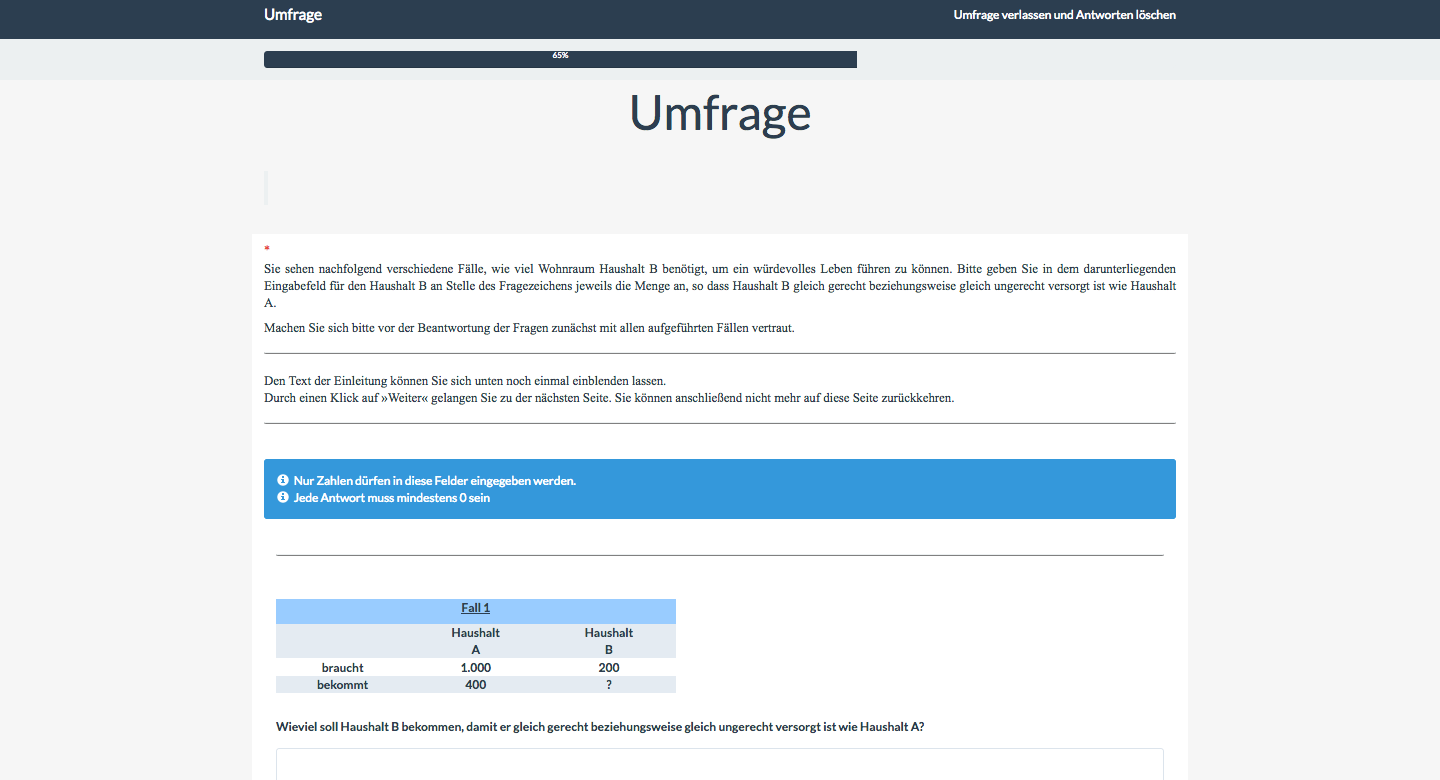 Umfrage
Umfrage verlassen und Antworten löschen
65%
Umfrage
*
Sie sehen nachfolgend verschiedene Fälle, wie viel Wohnraum Haushalt B benötigt, um ein würdevolles Leben führen zu können. Bitte geben Sie in dem darunterliegenden
Eingabefeld für den Haushalt B an Stelle des Fragezeichens jeweils die Menge an, so dass Haushalt B gleich gerecht beziehungsweise gleich ungerecht versorgt ist wie Haushalt
A.
Machen Sie sich bitte vor der Beantwortung der Fragen zunächst mit allen aufgeführten Fällen vertraut.
Den Text der Einleitung können Sie sich unten noch einmal einblenden lassen.
Durch einen Klick auf »Weiter« gelangen Sie zu der nächsten Seite. Sie können anschließend nicht mehr auf diese Seite zurückkehren.
Nur Zahlen dürfen in diese Felder eingegeben werden.
Jede Antwort muss mindestens 0 sein
Fall 1
Haushalt Haushalt
A B
braucht 1.000 200
bekommt 400 ?
Wieviel soll Haushalt B bekommen, damit er gleich gerecht beziehungsweise gleich ungerecht versorgt ist wie Haushalt A?